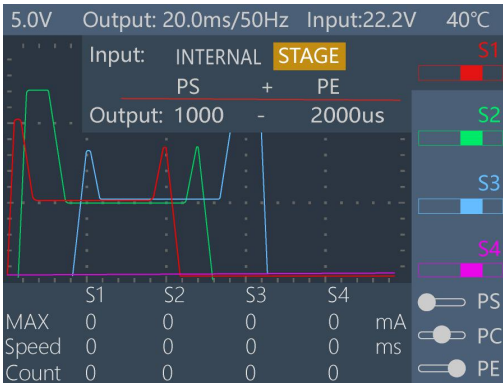 5.0V Output: 20.0ms/50Hz Input:22.2V 40℃
Input: INTERNAL STAGE
PS + PE
Output: 1000 - 2000us
S1
S2
S3
S4
S1 S2 S3 S4
MAX 0 0 0 0 mA
Speed 0 0 0 0 ms
Count 0 0 0 0
PS
PC
PE